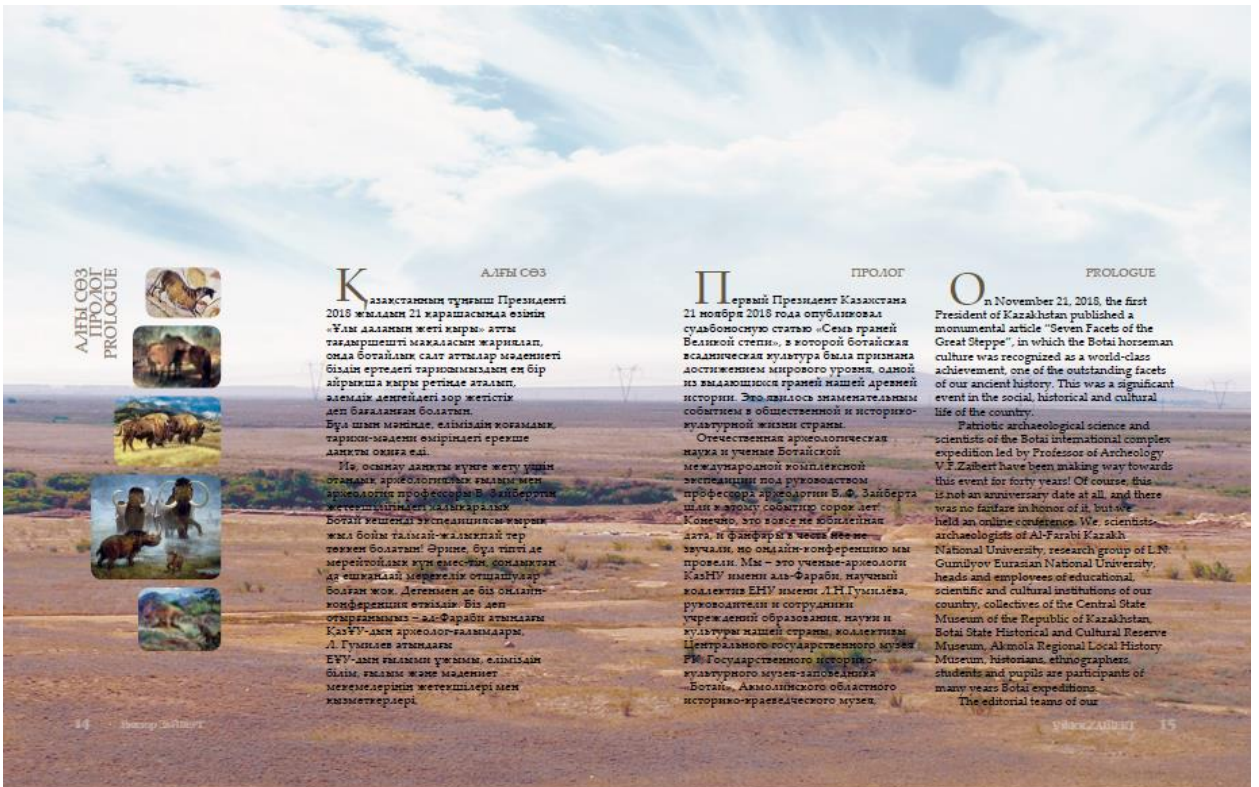 АЛҒЫ СӨЗ
ПРОЛОГ
PROLOGUE
АЛҒЫ СӨЗ
Қазақстанның тұңғыш Президенті
2018 жылдың 21 қарашасында өзінің
«Ұлы даланың жеті қыры» атты
тағдыршешті мақаласын жариялап,
онда ботайлық салт аттылар мәдениеті
біздің ертедегі тарихымыздың ең бір
айрықша қыры ретінде аталып,
әлемдік деңгейдегі зор жетістік
деп бағаланған болатын.
Бұл шын мәнінде, еліміздің қоғамдық,
тарихи-мәдени өміріндегі ерекше
даңқты оқиға еді.
Иә, осынау даңқты күнге жету үшін
отандық археологиялық ғылым мен
археология профессоры В. Зайберттің
жетекшілігіндегі халықаралық
Ботай кешенді экспедициясы қырық
жыл бойы талмай-жалықпай тер
төккен болатын! Әрине, бұл тіпті де
мерейтойлық күн емес-тін, сондықтан
да ешқандай мерекелік отшашулар
болған жоқ. Дегенмен де біз онлайн-
конференция өткіздік. Біз деп
отырғанымыз – әл-Фараби атындағы
ҚазҰУ-дың археолог-ғалымдары,
Л. Гумилев атындағы
ЕҰУ-дың ғылыми ұжымы, еліміздің
білім, ғылым және мәдениет
мекемелерінің жетекшілері мен
қызметкерлері,
14 Виктор ЗАЙБЕРТ
ПРОЛОГ
Первый Президент Казахстана
21 ноября 2018 года опубликовал
судьбоносную статью «Семь граней
Великой степи», в которой ботайская
всадническая культура была признана
достижением мирового уровня, одной
из выдающихся граней нашей древней
истории. Это явилось знаменательным
событием в общественной и историко-
культурной жизни страны.
Отечественная археологическая
наука и ученые Ботайской
международной комплексной
экспедиции под руководством
профессора археологии В. Ф. Зайберта
шли к этому событию сорок лет!
Конечно, это вовсе не юбилейная
дата, и фанфары в честь нее не
звучали, но онлайн-конференцию мы
провели. Мы – это ученые-археологи
КазНУ имени аль-Фараби, научный
коллектив ЕНУ имени Л.Н.Гумилёва,
руководители и сотрудники
учреждений образования, науки и
культуры нашей страны, коллективы
Центрального государственного музея
РК, Государственного историко-
культурного музея-заповедника
«Ботай», Акмолинского областного
историко-краеведческого музея,
PROLOGUE
On November 21, 2018, the first
President of Kazakhstan published a
monumental article “Seven Facets of the
Great Steppe”, in which the Botai horseman
culture was recognized as a world-class
achievement, one of the outstanding facets
of our ancient history. This was a significant
event in the social, historical and cultural
life of the country.
Patriotic archaeological science and
scientists of the Botai international complex
expedition led by Professor of Archeology
V.F.Zaibert have been making way towards
this event for forty years! Of course, this
is not an anniversary date at all, and there
was no fanfare in honor of it, but we
held an online conference. We, scientists-
archaeologists of Al-Farabi Kazakh
National University, research group of L.N.
Gumilyov Eurasian National University,
heads and employees of educational,
scientific and cultural institutions of our
country, collectives of the Central State
Museum of the Republic of Kazakhstan,
Botai State Historical and Cultural Reserve
Museum, Akmola Regional Local History
Museum, historians, ethnographers,
students and pupils are participants of
many years Botai expeditions.
The editorial teams of our
Viktor ZAIBERT 15